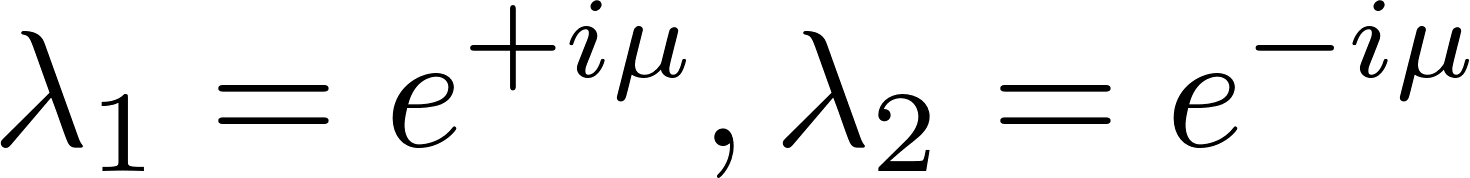 λ₁ = e^{+iμ}, λ₂ = e^{−iμ}